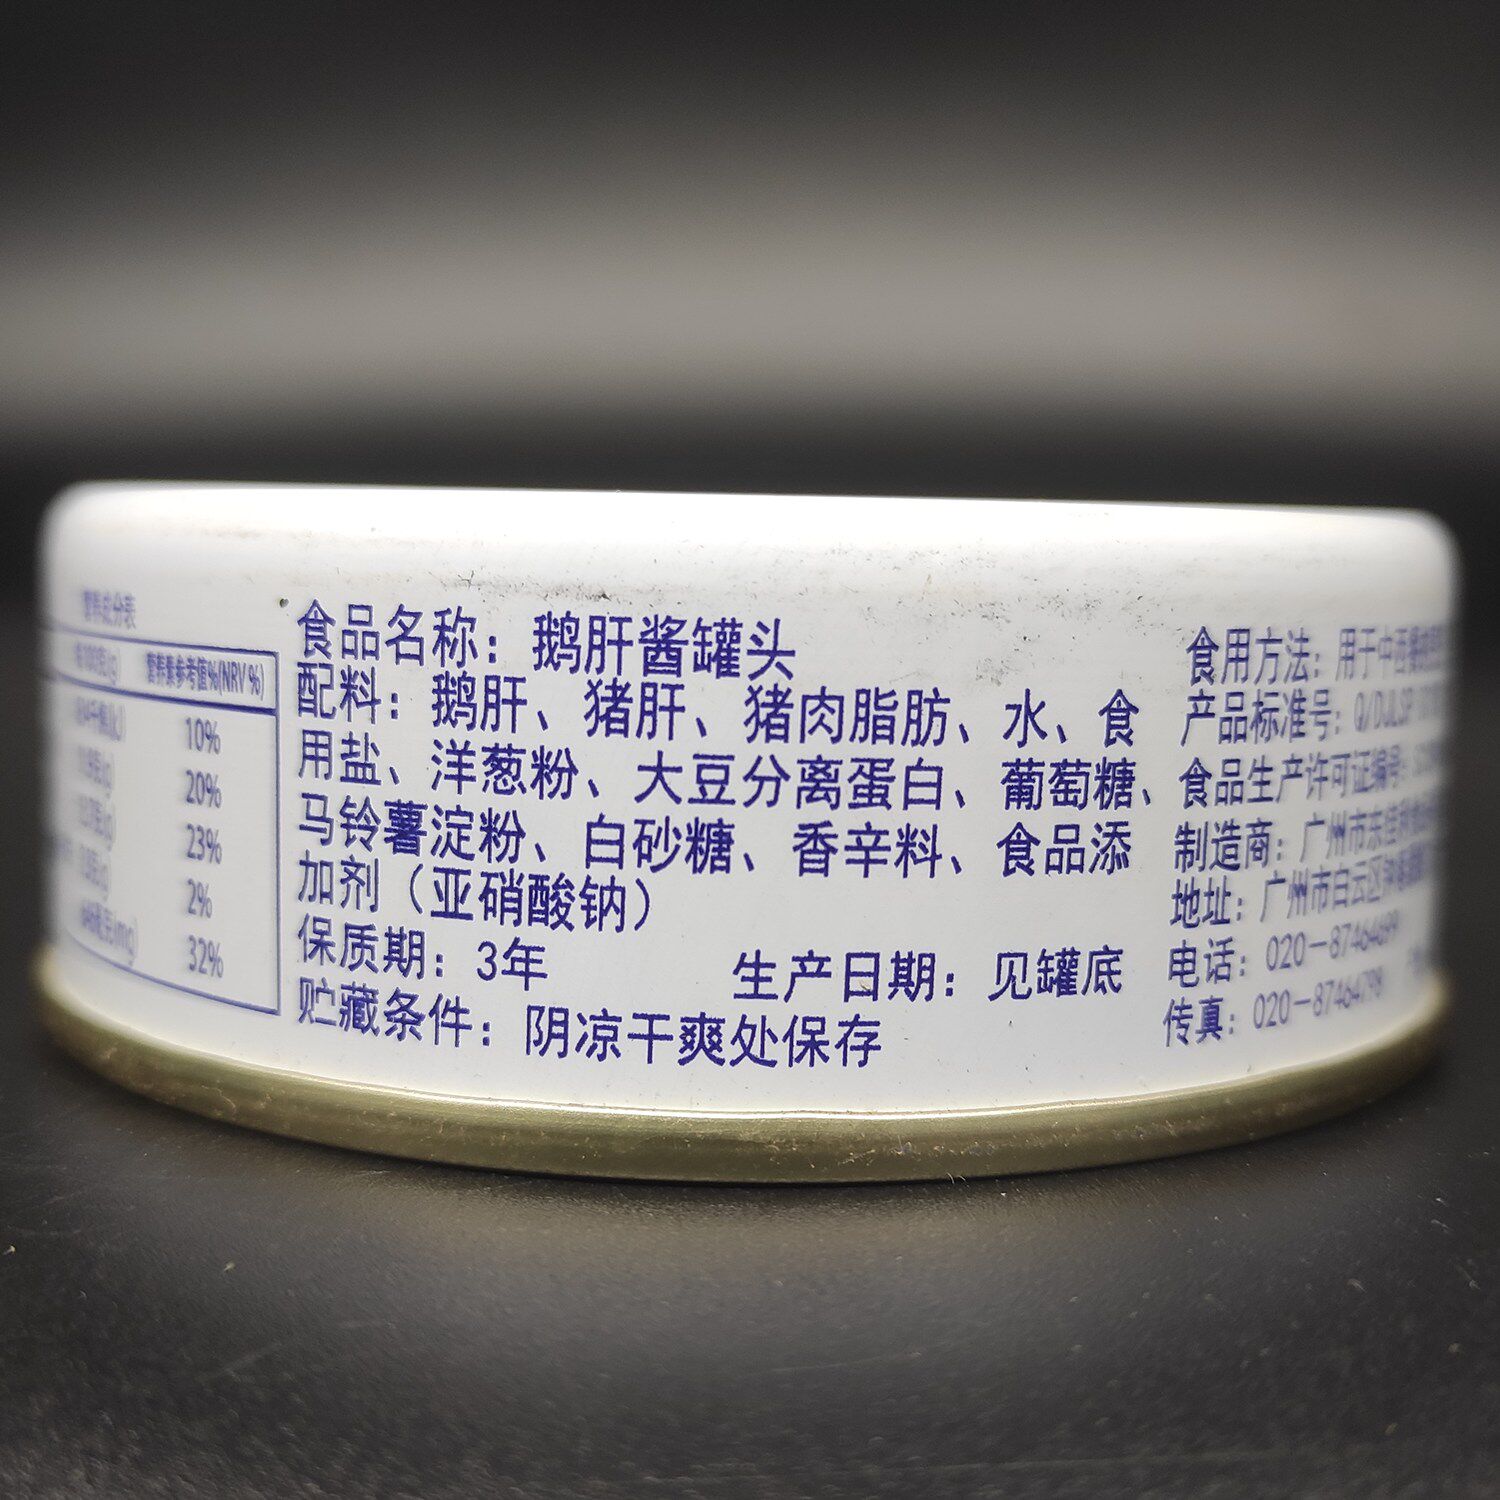 营养成分表
营养素参考值%(NRV%)
10%
20%
23%
2%
32%
食品名称：鹅肝酱罐头
配料：鹅肝、猪肝、猪肉脂肪、水、食
用盐、洋葱粉、大豆分离蛋白、葡萄糖、
马铃薯淀粉、白砂糖、香辛料、食品添
加剂（亚硝酸钠）
保质期：3年 生产日期：见罐底
贮藏条件：阴凉干爽处保存
食用方法：用于中西餐
产品标准号：Q/DJLSP
食品生产许可证编号：
制造商：广州市东佳
地址：广州市白云区
电话：020-87464699
传真：020-87464798